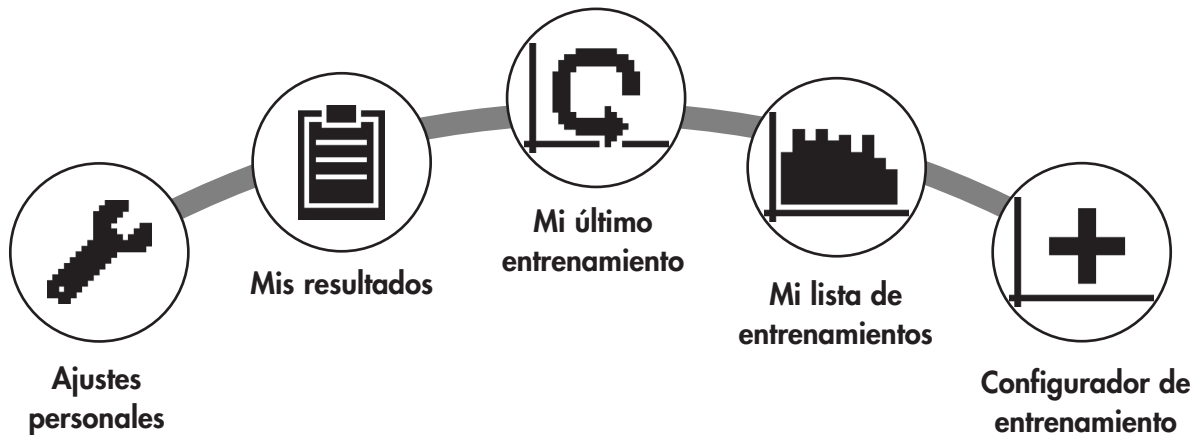 Ajustes
personales
Mis resultados
Mi último
entrenamiento
Mi lista de
entrenamientos
Configurador de
entrenamiento